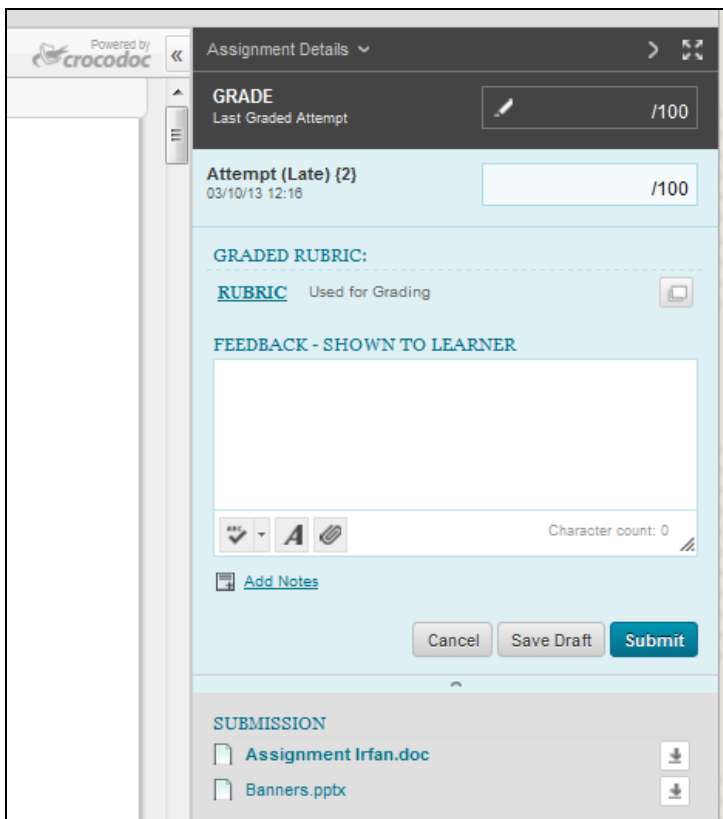 Powered by
crocodoc
«
Assignment Details
GRADE
Last Graded Attempt
/100
Attempt (Late) {2}
03/10/13 12:16
/100
GRADED RUBRIC:
RUBRIC Used for Grading
FEEDBACK - SHOWN TO LEARNER
ABC
A
Character count: 0
Add Notes
Cancel Save Draft Submit
SUBMISSION
Assignment Irfan.doc
Banners.pptx